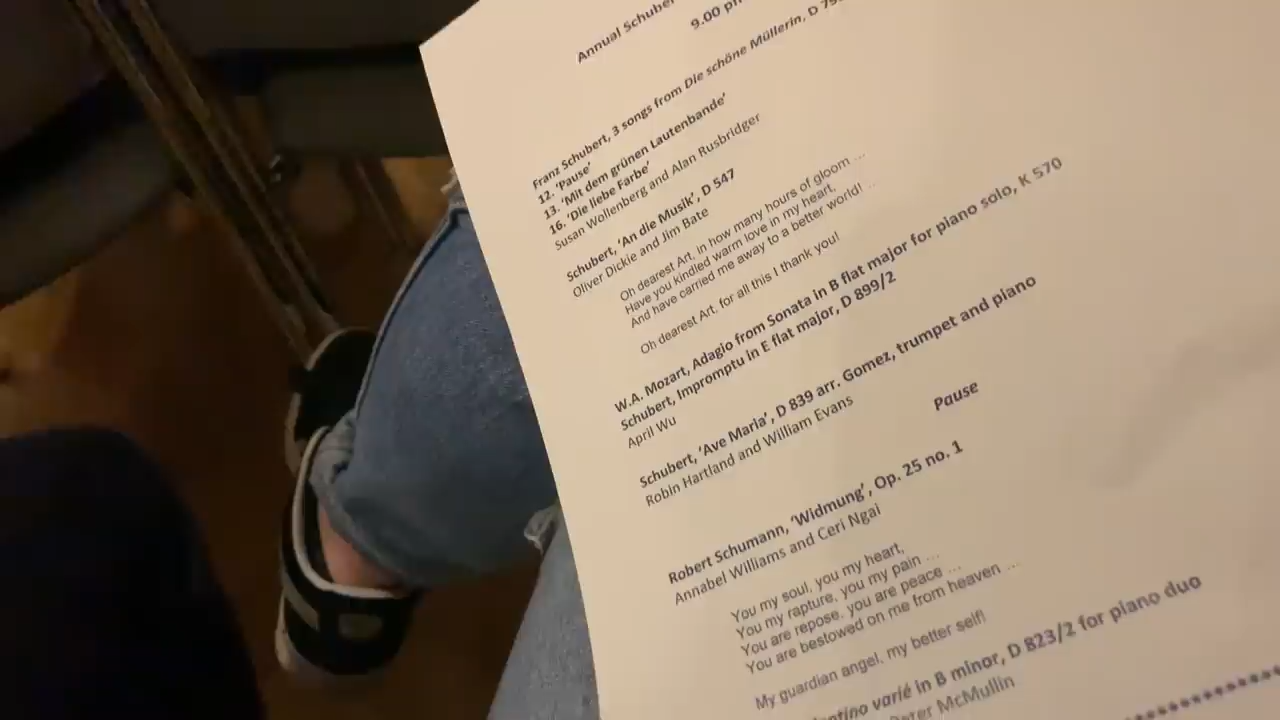 Annual Schuber
9.00 pm
Franz Schubert, 3 songs from Die schöne Müllerin, D 79
12. 'Pause'
13. 'Mit dem grünen Lautenbande'
16. 'Die liebe Farbe'
Susan Wollenberg and Alan Rusbridger
Schubert, 'An die Musik', D 547
Oliver Dickie and Jim Bate
Oh dearest Art, in how many hours of gloom ...
Have you kindled warm love in my heart,
And have carried me away to a better world! ...
Oh dearest Art, for all this I thank you!
W.A. Mozart, Adagio from Sonata in B flat major for piano solo, K 570
Schubert, Impromptu in E flat major, D 899/2
April Wu
Schubert, 'Ave Maria', D 839 arr. Gomez, trumpet and piano
Robin Hartland and William Evans
Pause
Robert Schumann, 'Widmung', Op. 25 no. 1
Annabel Williams and Ceri Ngai
You my soul, you my heart,
You my rapture, you my pain ...
You are repose, you are peace ...
You are bestowed on me from heaven ...
My guardian angel, my better self!
ntino varié in B minor, D 823/2 for piano duo
Peter McMullin